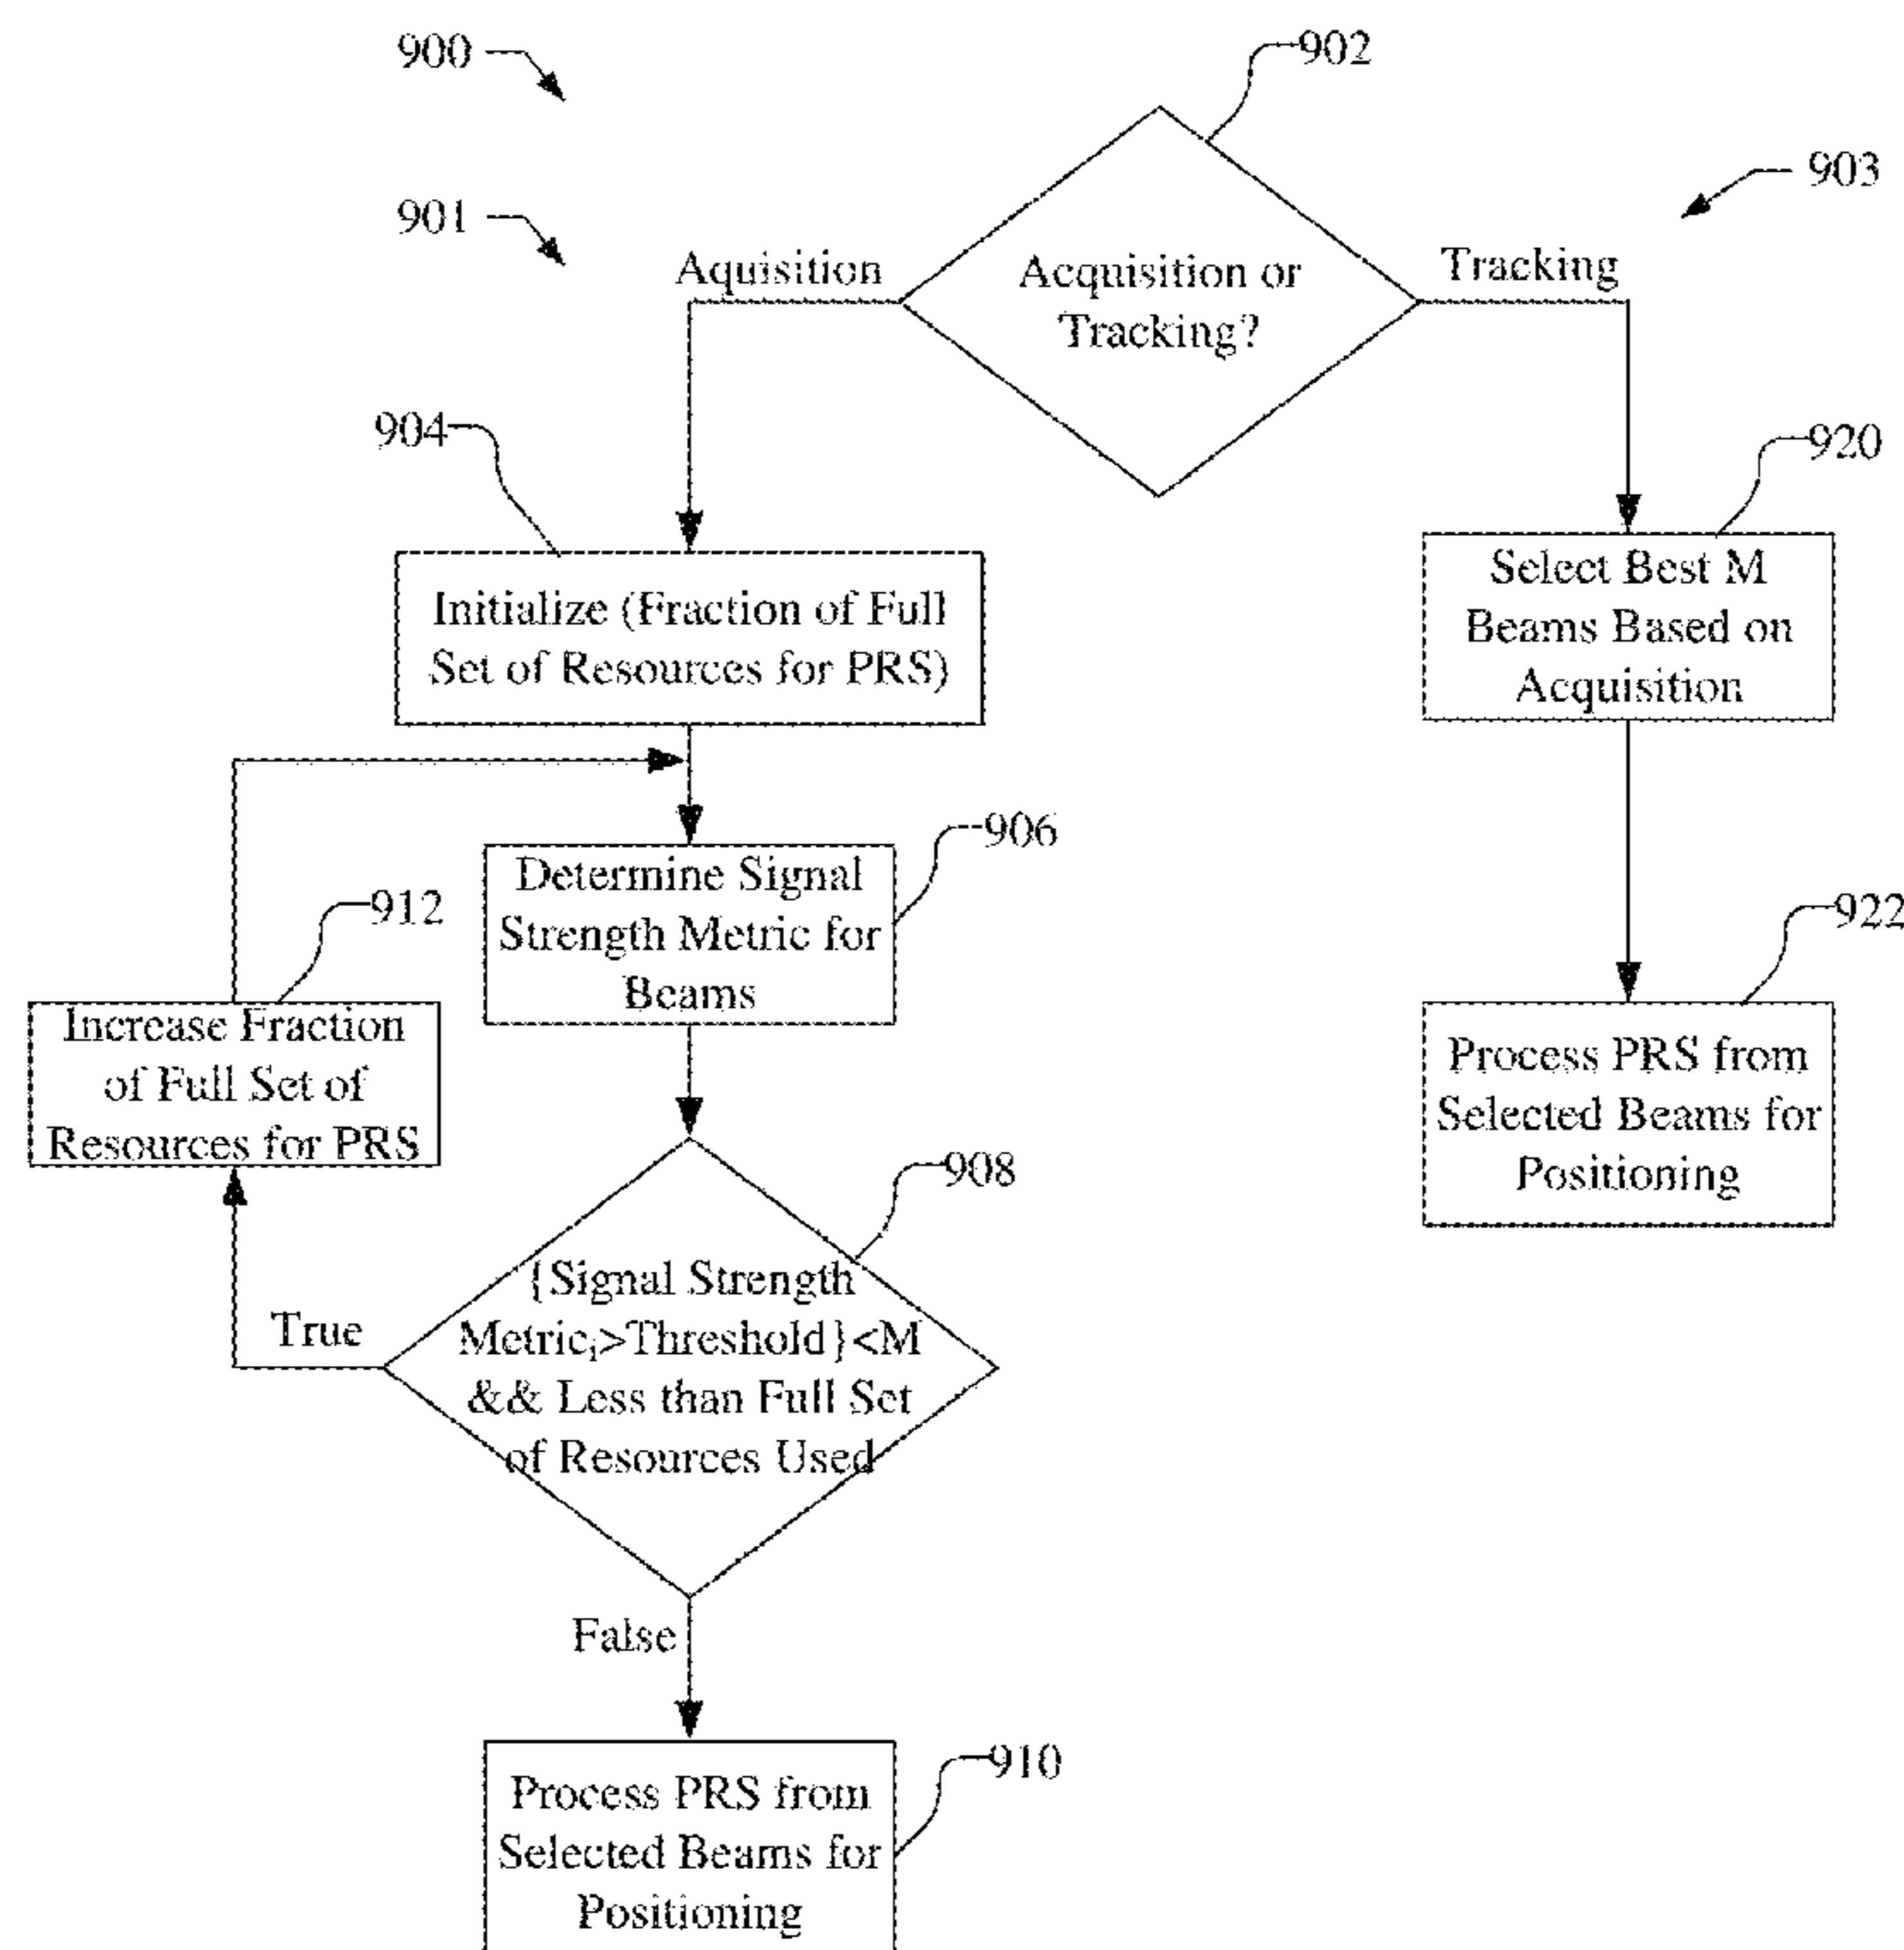 900
902
903
901
Aquisition
Acquisition or
Tracking?
Tracking
904
920
Initialize (Fraction of Full
Set of Resources for PRS)
Select Best M
Beams Based on
Acquisition
906
Determine Signal
Strength Metric for
Beams
912
922
Increase Fraction
of Full Set of
Resources for PRS
Process PRS from
Selected Beams for
Positioning
908
{Signal Strength
Metricᵢ>Threshold}<M
&& Less than Full Set
of Resources Used
True
False
910
Process PRS from
Selected Beams for
Positioning